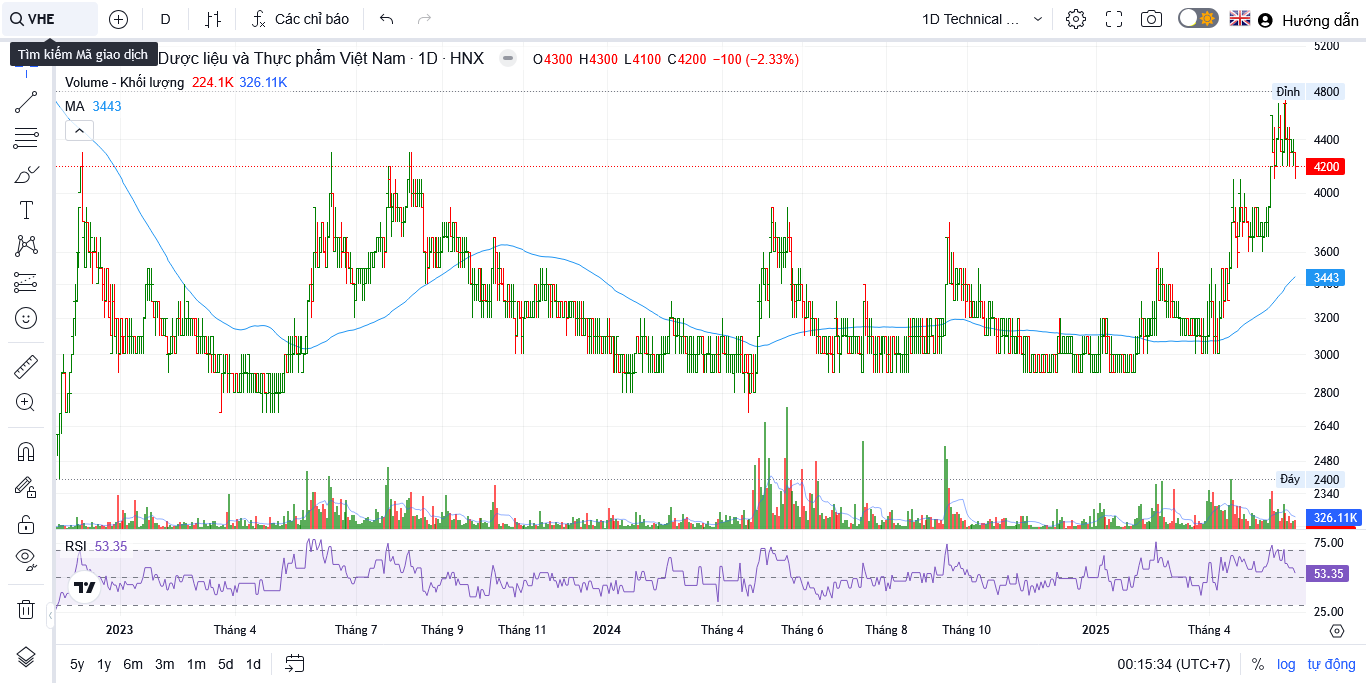 VHE
D
Các chỉ báo
1D Technical ...
Hướng dẫn
Tìm kiếm Mã giao dịch
Dược liệu và Thực phẩm Việt Nam · 1D · HNX
O4300 H4300 L4100 C4200 −100 (−2.33%)
Volume - Khối lượng 224.1K 326.11K
MA 3443
5200
Đỉnh 4800
4400
4200
4000
3600
3443
3200
3000
2800
2640
2480
Đáy 2400
2340
326.11K
RSI 53.35
75.00
53.35
25.00
2023 Tháng 4 Tháng 7 Tháng 9 Tháng 11 2024 Tháng 4 Tháng 6 Tháng 8 Tháng 10 2025 Tháng 4
5y 1y 6m 3m 1m 5d 1d
00:15:34 (UTC+7) % log tự động